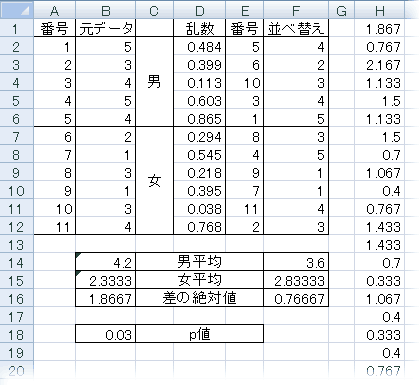 A B C D E F G H
1 番号 元データ 乱数 番号 並べ替え 1.867
2 1 5 0.484 5 4 0.767
3 2 3 0.399 6 2 2.167
4 3 4 男 0.113 10 3 1.133
5 4 5 0.603 3 4 1.5
6 5 4 0.865 1 5 1.133
7 6 2 0.294 8 3 1.5
8 7 1 0.545 4 5 0.7
9 8 3 女 0.218 9 1 1.067
10 9 1 0.395 7 1 0.4
11 10 3 0.038 11 4 0.767
12 11 4 0.768 2 3 1.433
13 1.433
14 4.2 男平均 3.6 0.7
15 2.3333 女平均 2.83333 0.333
16 1.8667 差の絶対値 0.76667 1.067
17 0.4
18 0.03 p値 0.333
19 0.4
20 0.767